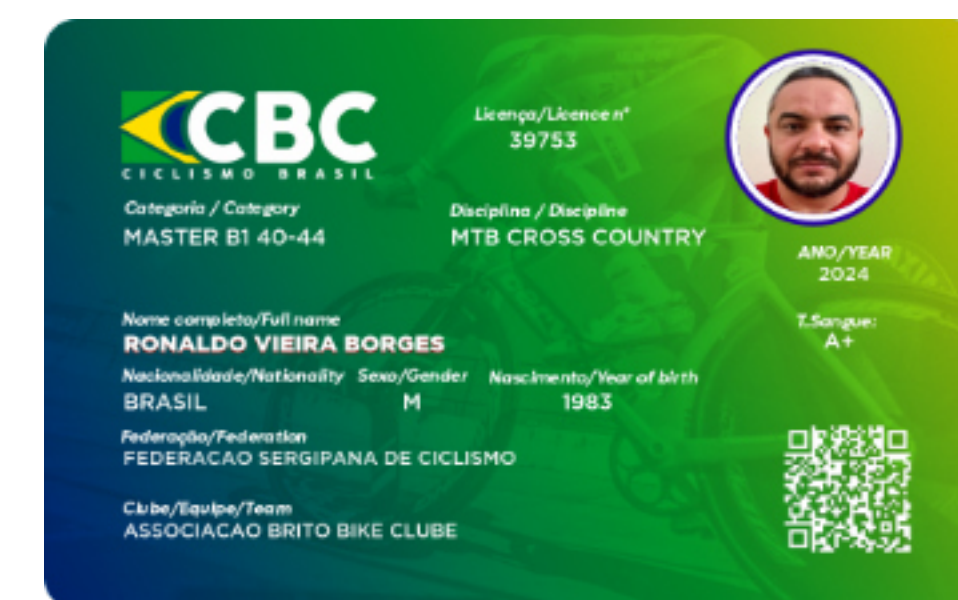 CBC
CICLISMO BRASIL
Licença/Licence nº
39753
Categoria / Category
MASTER B1 40-44
Disciplina / Discipline
MTB CROSS COUNTRY
ANO/YEAR
2024
Nome completo/Full name
RONALDO VIEIRA BORGES
T.Sangue:
A+
Nacionalidade/Nationality Sexo/Gender Nascimento/Year of birth
BRASIL M 1983
Federação/Federation
FEDERACAO SERGIPANA DE CICLISMO
Clube/Equipe/Team
ASSOCIACAO BRITO BIKE CLUBE